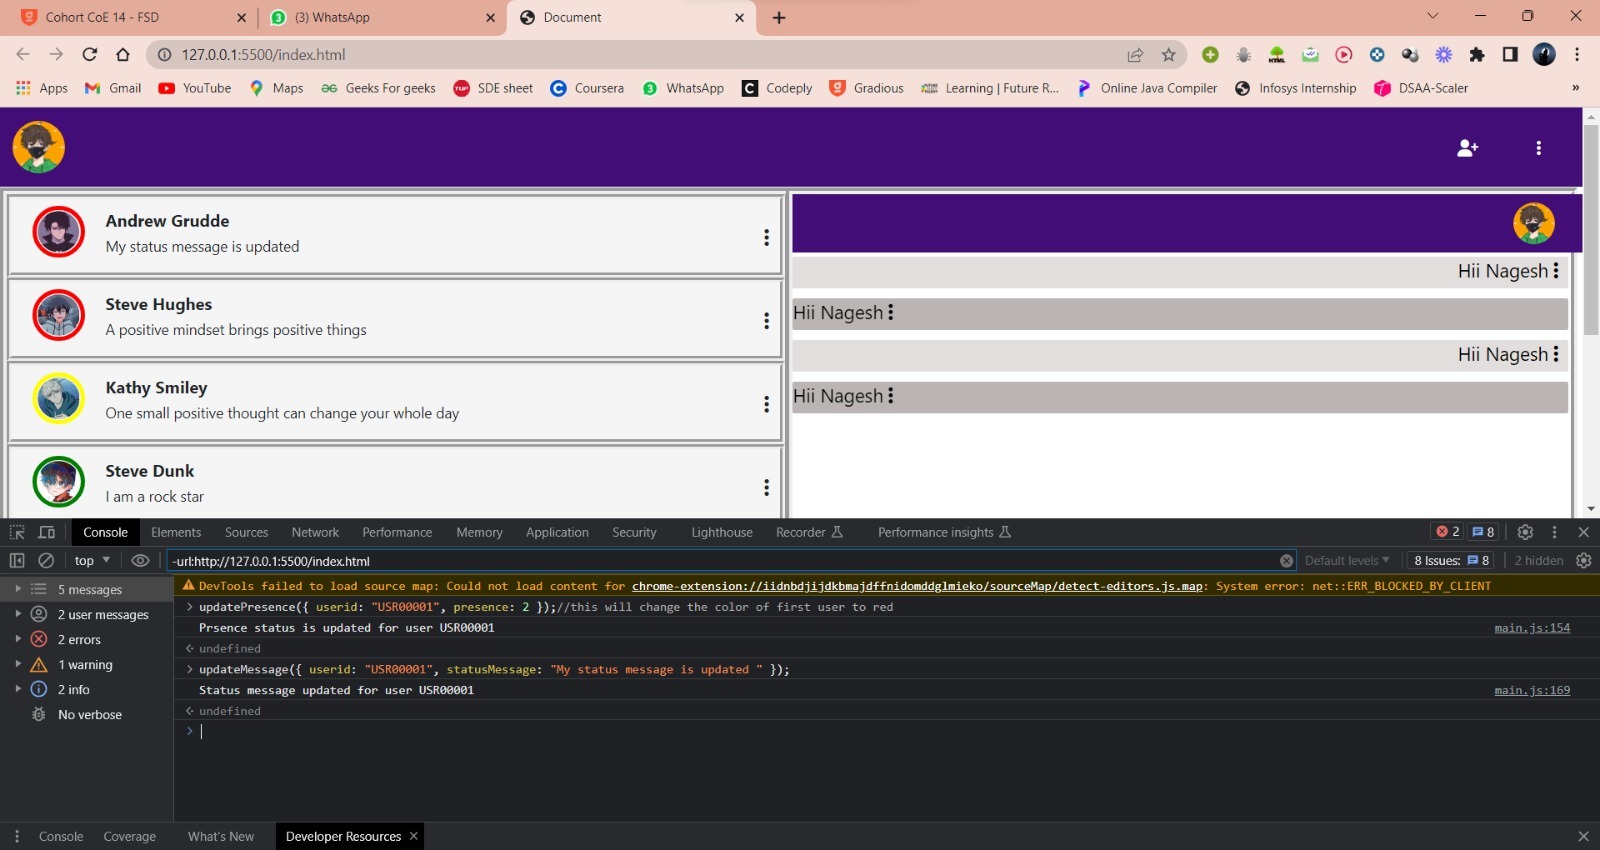 Cohort CoE 14 - FSD
(3) WhatsApp
Document
127.0.0.1:5500/index.html
Apps Gmail YouTube Maps Geeks For geeks SDE sheet Coursera WhatsApp Codeply Gradious Learning | Future R... Online Java Compiler Infosys Internship DSAA-Scaler »
Andrew Grudde
My status message is updated
Steve Hughes
A positive mindset brings positive things
Kathy Smiley
One small positive thought can change your whole day
Steve Dunk
I am a rock star
Hii Nagesh
Hii Nagesh
Hii Nagesh
Hii Nagesh
Console Elements Sources Network Performance Memory Application Security Lighthouse Recorder Performance insights 2 8
top -url:http://127.0.0.1:5500/index.html Default levels 8 Issues: 8 2 hidden
5 messages
2 user messages
2 errors
1 warning
2 info
No verbose
DevTools failed to load source map: Could not load content for chrome-extension://iidnbdjijdkbmajdffnidomddglmieko/sourceMap/detect-editors.js.map: System error: net::ERR_BLOCKED_BY_CLIENT
updatePresence({ userid: "USR00001", presence: 2 });//this will change the color of first user to red
Prsence status is updated for user USR00001 main.js:154
undefined
updateMessage({ userid: "USR00001", statusMessage: "My status message is updated " });
Status message updated for user USR00001 main.js:169
undefined
Console Coverage What's New Developer Resources